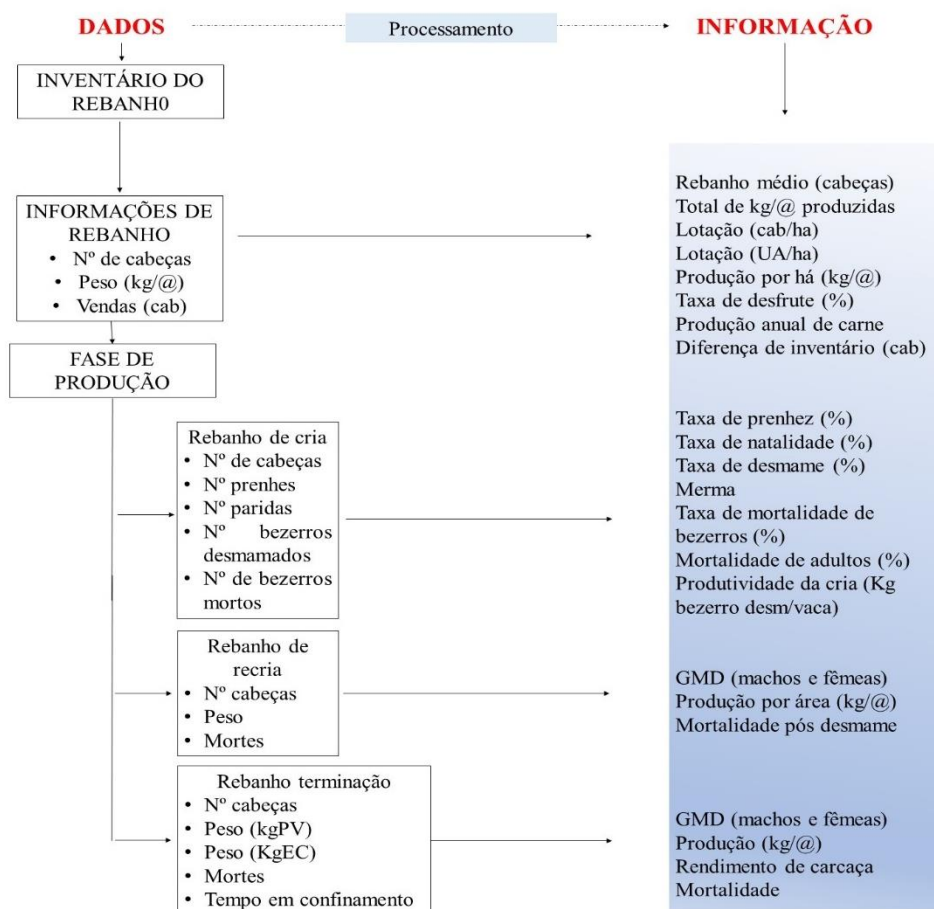 DADOS
Processamento
INFORMAÇÃO
INVENTÁRIO DO
REBANH0
INFORMAÇÕES DE
REBANHO
• Nº de cabeças
• Peso (kg/@)
• Vendas (cab)
Rebanho médio (cabeças)
Total de kg/@ produzidas
Lotação (cab/ha)
Lotação (UA/ha)
Produção por há (kg/@)
Taxa de desfrute (%)
Produção anual de carne
Diferença de inventário (cab)
FASE DE
PRODUÇÃO
Rebanho de cria
• Nº de cabeças
• Nº prenhes
• Nº paridas
• Nº bezerros
desmamados
• Nº de bezerros
mortos
Taxa de prenhez (%)
Taxa de natalidade (%)
Taxa de desmame (%)
Merma
Taxa de mortalidade de
bezerros (%)
Mortalidade de adultos (%)
Produtividade da cria (Kg
bezerro desm/vaca)
Rebanho de
recria
• Nº cabeças
• Peso
• Mortes
GMD (machos e fêmeas)
Produção por área (kg/@)
Mortalidade pós desmame
Rebanho terminação
• Nº cabeças
• Peso (kgPV)
• Peso (KgEC)
• Mortes
• Tempo em confinamento
GMD (machos e fêmeas)
Produção (kg/@)
Rendimento de carcaça
Mortalidade